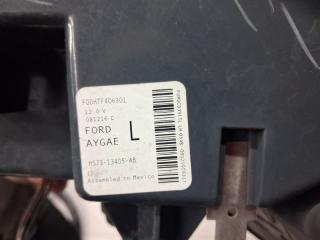 F00HTF406301
12.0 V
081216 C
FORD L
AYGAE
HS73-13405-AB
Assembled in Mexico